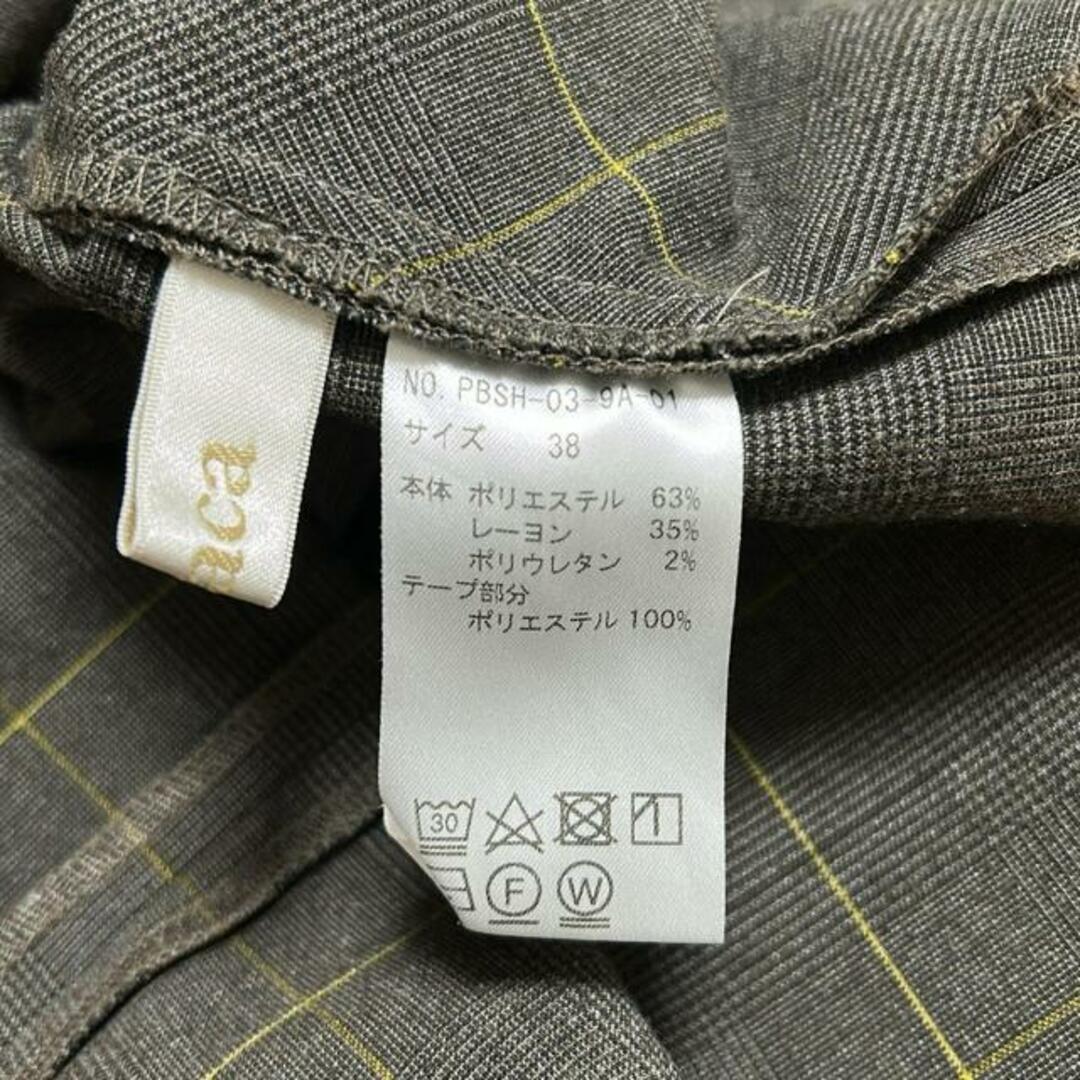 NO. PBSH-03-9A-01
サイズ 38
本体 ポリエステル 63%
レーヨン 35%
ポリウレタン 2%
テープ部分
ポリエステル 100%
30
F W
aca